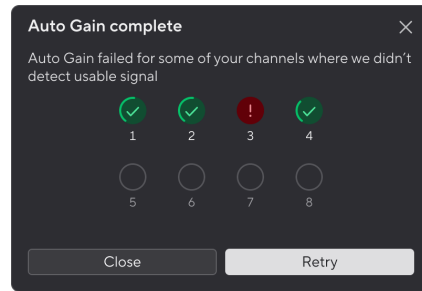 Auto Gain complete
Auto Gain failed for some of your channels where we didn't
detect usable signal
!
1 2 3 4
5 6 7 8
Close Retry